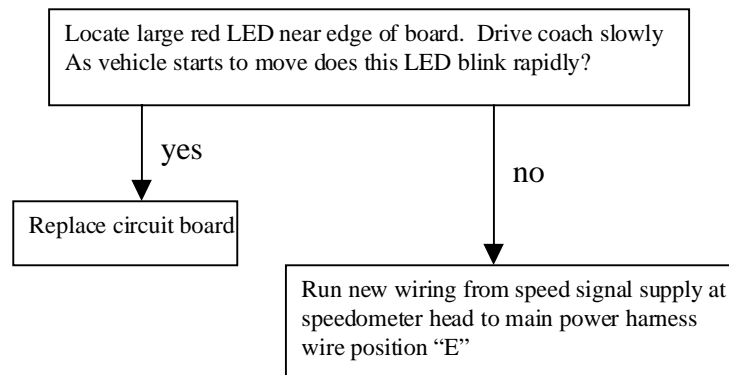 Locate large red LED near edge of board.  Drive coach slowly
As vehicle starts to move does this LED blink rapidly?
yes
no
Replace circuit board
Run new wiring from speed signal supply at
speedometer head to main power harness
wire position “E”